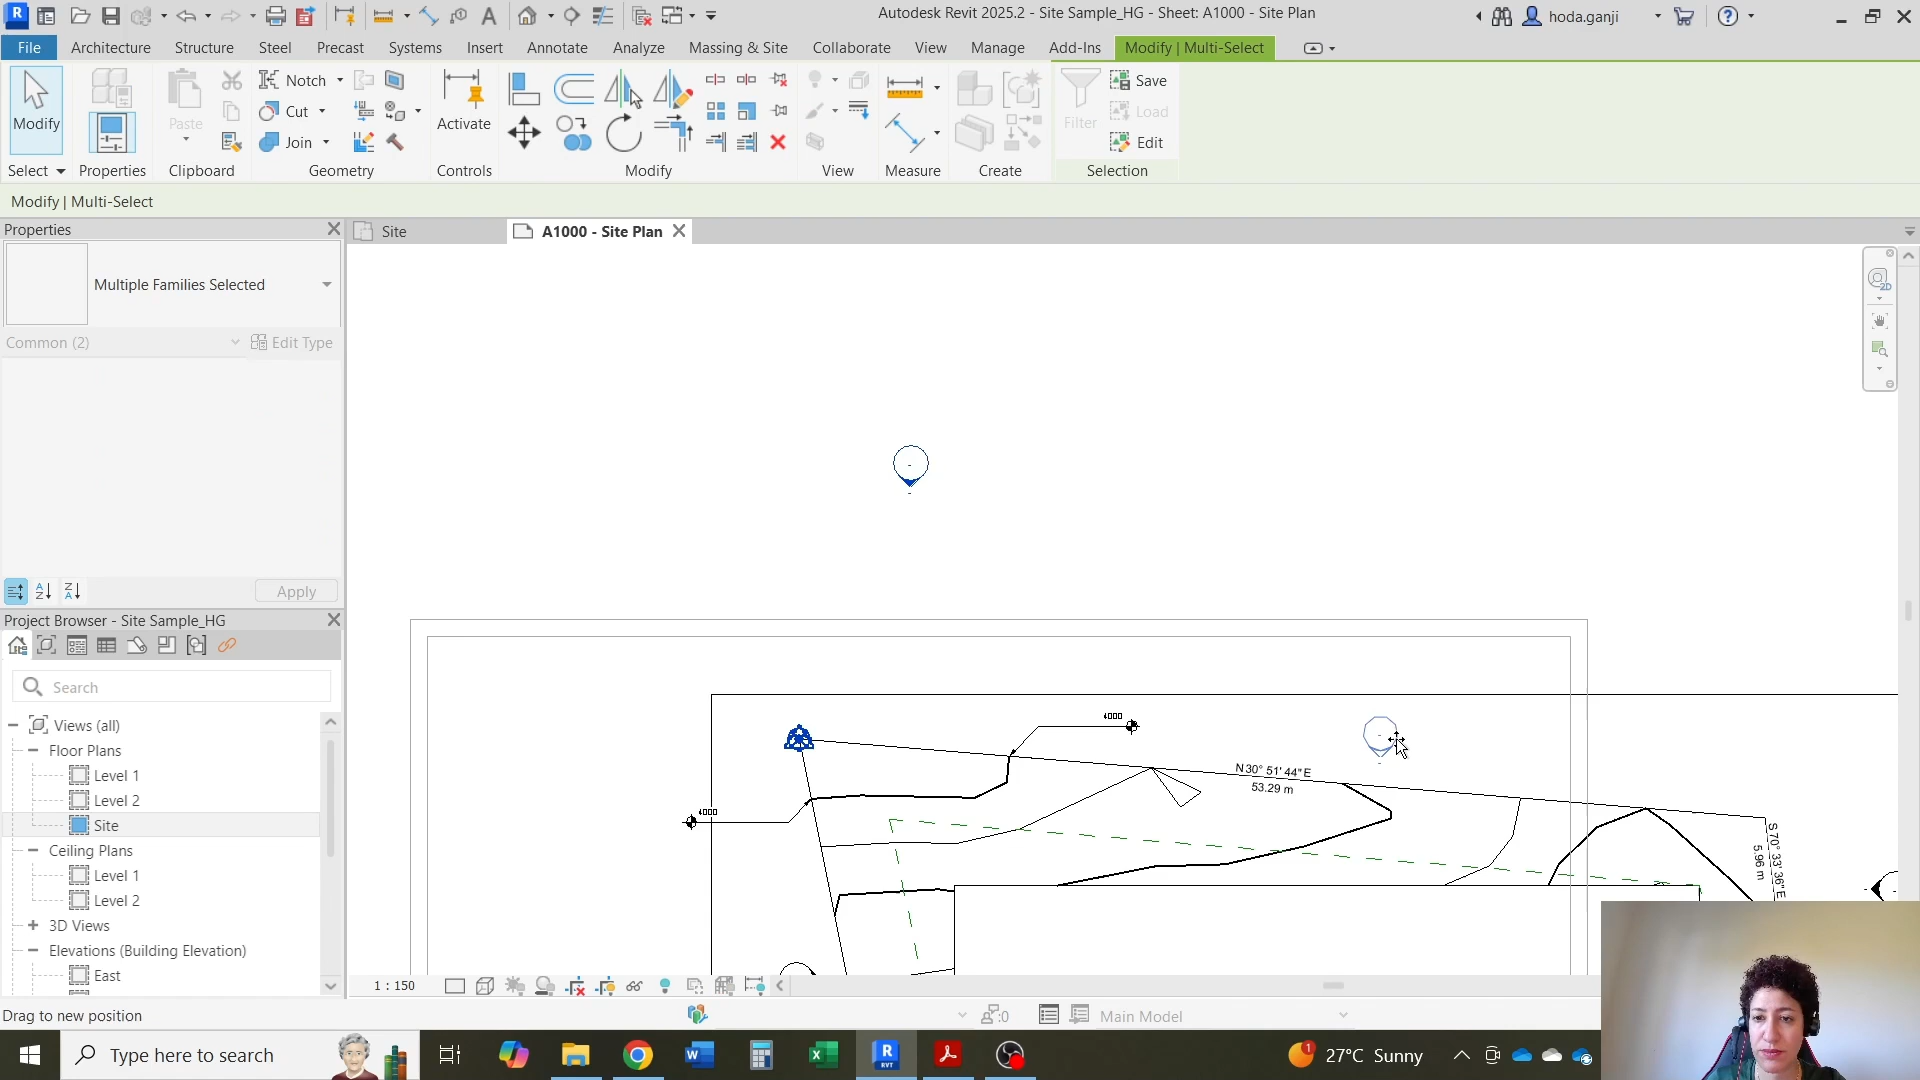 Autodesk Revit 2025.2 - Site Sample_HG - Sheet: A1000 - Site Plan
hoda.ganji
File Architecture Structure Steel Precast Systems Insert Annotate Analyze Massing & Site Collaborate View Manage Add-Ins Modify | Multi-Select
Modify
Paste
Notch
Cut
Join
Activate
Filter
Save
Load
Edit
Select Properties Clipboard Geometry Controls Modify View Measure Create Selection
Modify | Multi-Select
Properties
Site
A1000 - Site Plan
Multiple Families Selected
Common (2)
Edit Type
2D
Apply
Project Browser - Site Sample_HG
Search
Views (all)
Floor Plans
Level 1
Level 2
Site
Ceiling Plans
Level 1
Level 2
3D Views
Elevations (Building Elevation)
East
4000
4000
N 30° 51' 44" E
53.29 m
S 70° 33' 36" E
5.96 m
1 : 150
Drag to new position
:0
Main Model
Type here to search
27°C Sunny
1